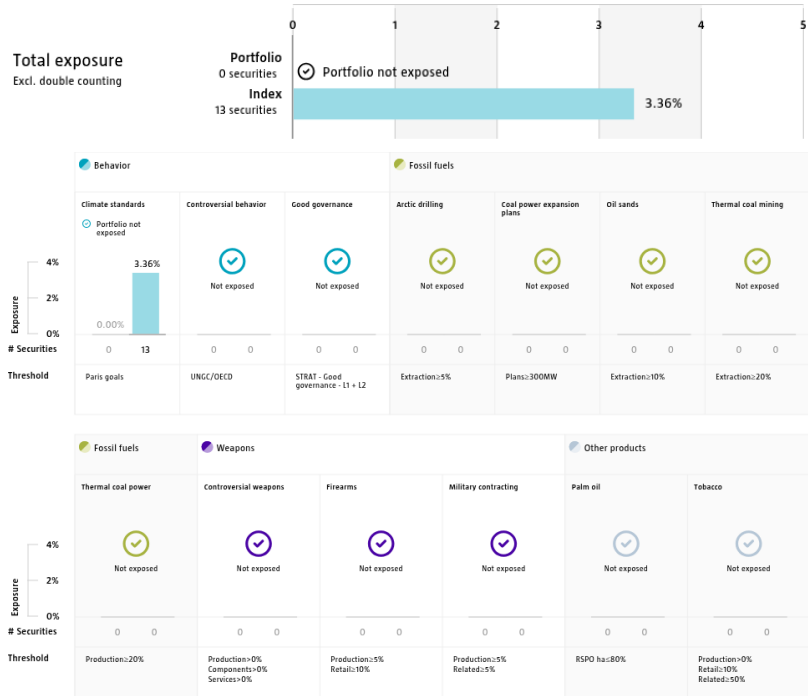 0 1 2 3 4 5
Total exposure
Excl. double counting
Portfolio
0 securities
Portfolio not exposed
Index
13 securities
3.36%
Behavior
Fossil fuels
Climate standards
Portfolio not
exposed
Controversial behavior
Good governance
Arctic drilling
Coal power expansion
plans
Oil sands
Thermal coal mining
Exposure
4%
2%
0%
3.36%
0.00%
Not exposed
Not exposed
Not exposed
Not exposed
Not exposed
Not exposed
# Securities
0 13 0 0 0 0 0 0 0 0 0 0 0 0
Threshold
Paris goals
UNGC/OECD
STRAT - Good
governance - L1 + L2
Extraction≥5%
Plans≥300MW
Extraction≥10%
Extraction≥20%
Fossil fuels
Weapons
Other products
Thermal coal power
Controversial weapons
Firearms
Military contracting
Palm oil
Tobacco
Exposure
4%
2%
0%
Not exposed
Not exposed
Not exposed
Not exposed
Not exposed
Not exposed
# Securities
0 0 0 0 0 0 0 0 0 0 0 0
Threshold
Production≥20%
Production>0%
Components>0%
Services>0%
Production≥5%
Retail≥10%
Production≥5%
Related≥5%
RSPO ha≤80%
Production>0%
Retail≥10%
Related≥50%